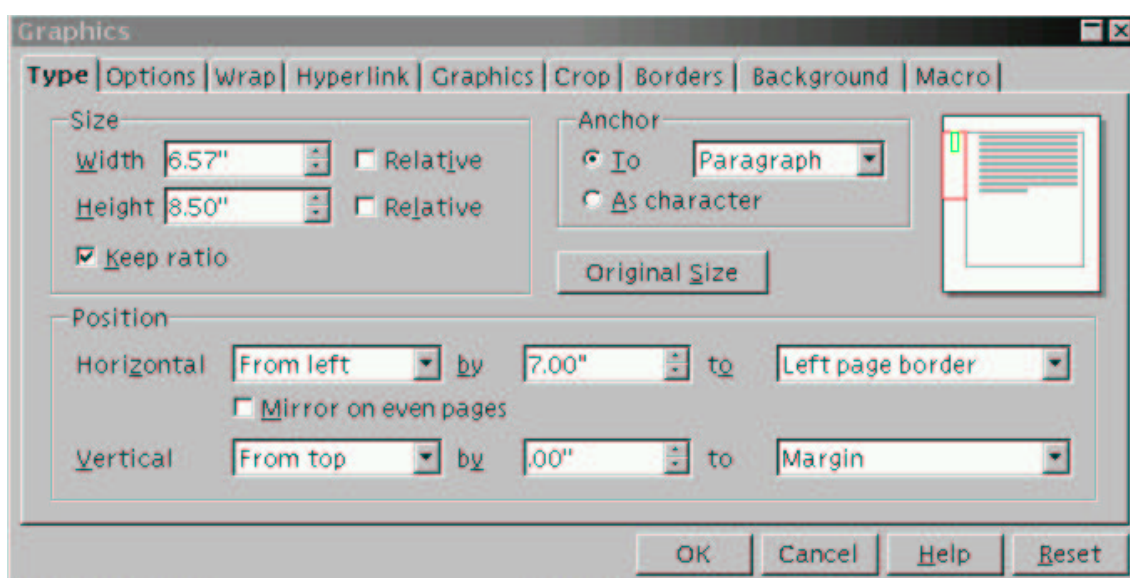 Graphics
Type Options Wrap Hyperlink Graphics Crop Borders Background Macro
Size
Width 6.57" Relative
Height 8.50" Relative
Keep ratio
Anchor
To Paragraph
As character
Original Size
Position
Horizontal From left by 7.00" to Left page border
Mirror on even pages
Vertical From top by .00" to Margin
OK Cancel Help Reset